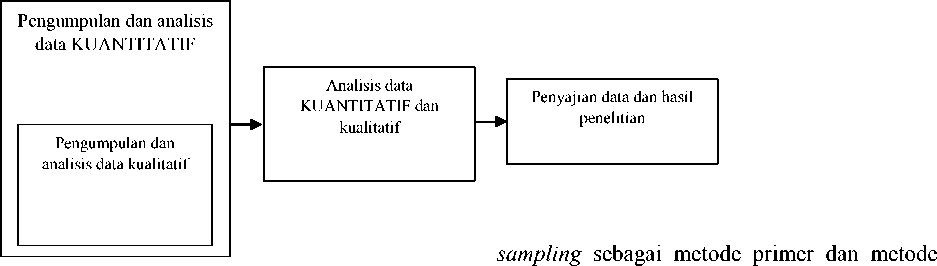 Pengumpulan dan analisis
data KUANTITATIF
Pengumpulan dan
analisis data kualitatif
Analisis data
KUANTITATIF dan
kualitatif
Penyajian data dan hasil
penelitian
sampling sebagai metode primer dan metode